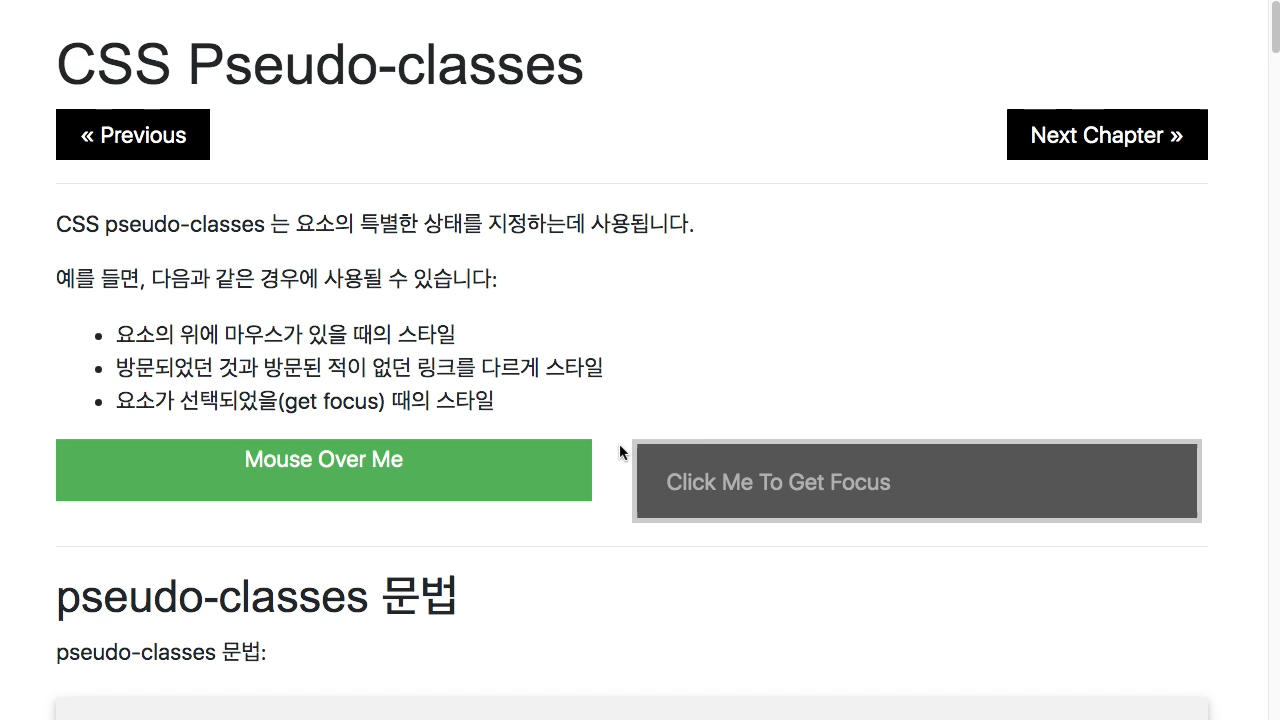 CSS Pseudo-classes
« Previous
Next Chapter »
CSS pseudo-classes 는 요소의 특별한 상태를 지정하는데 사용됩니다.
예를 들면, 다음과 같은 경우에 사용될 수 있습니다:
• 요소의 위에 마우스가 있을 때의 스타일
• 방문되었던 것과 방문된 적이 없던 링크를 다르게 스타일
• 요소가 선택되었을(get focus) 때의 스타일
Mouse Over Me
Click Me To Get Focus
pseudo-classes 문법
pseudo-classes 문법: